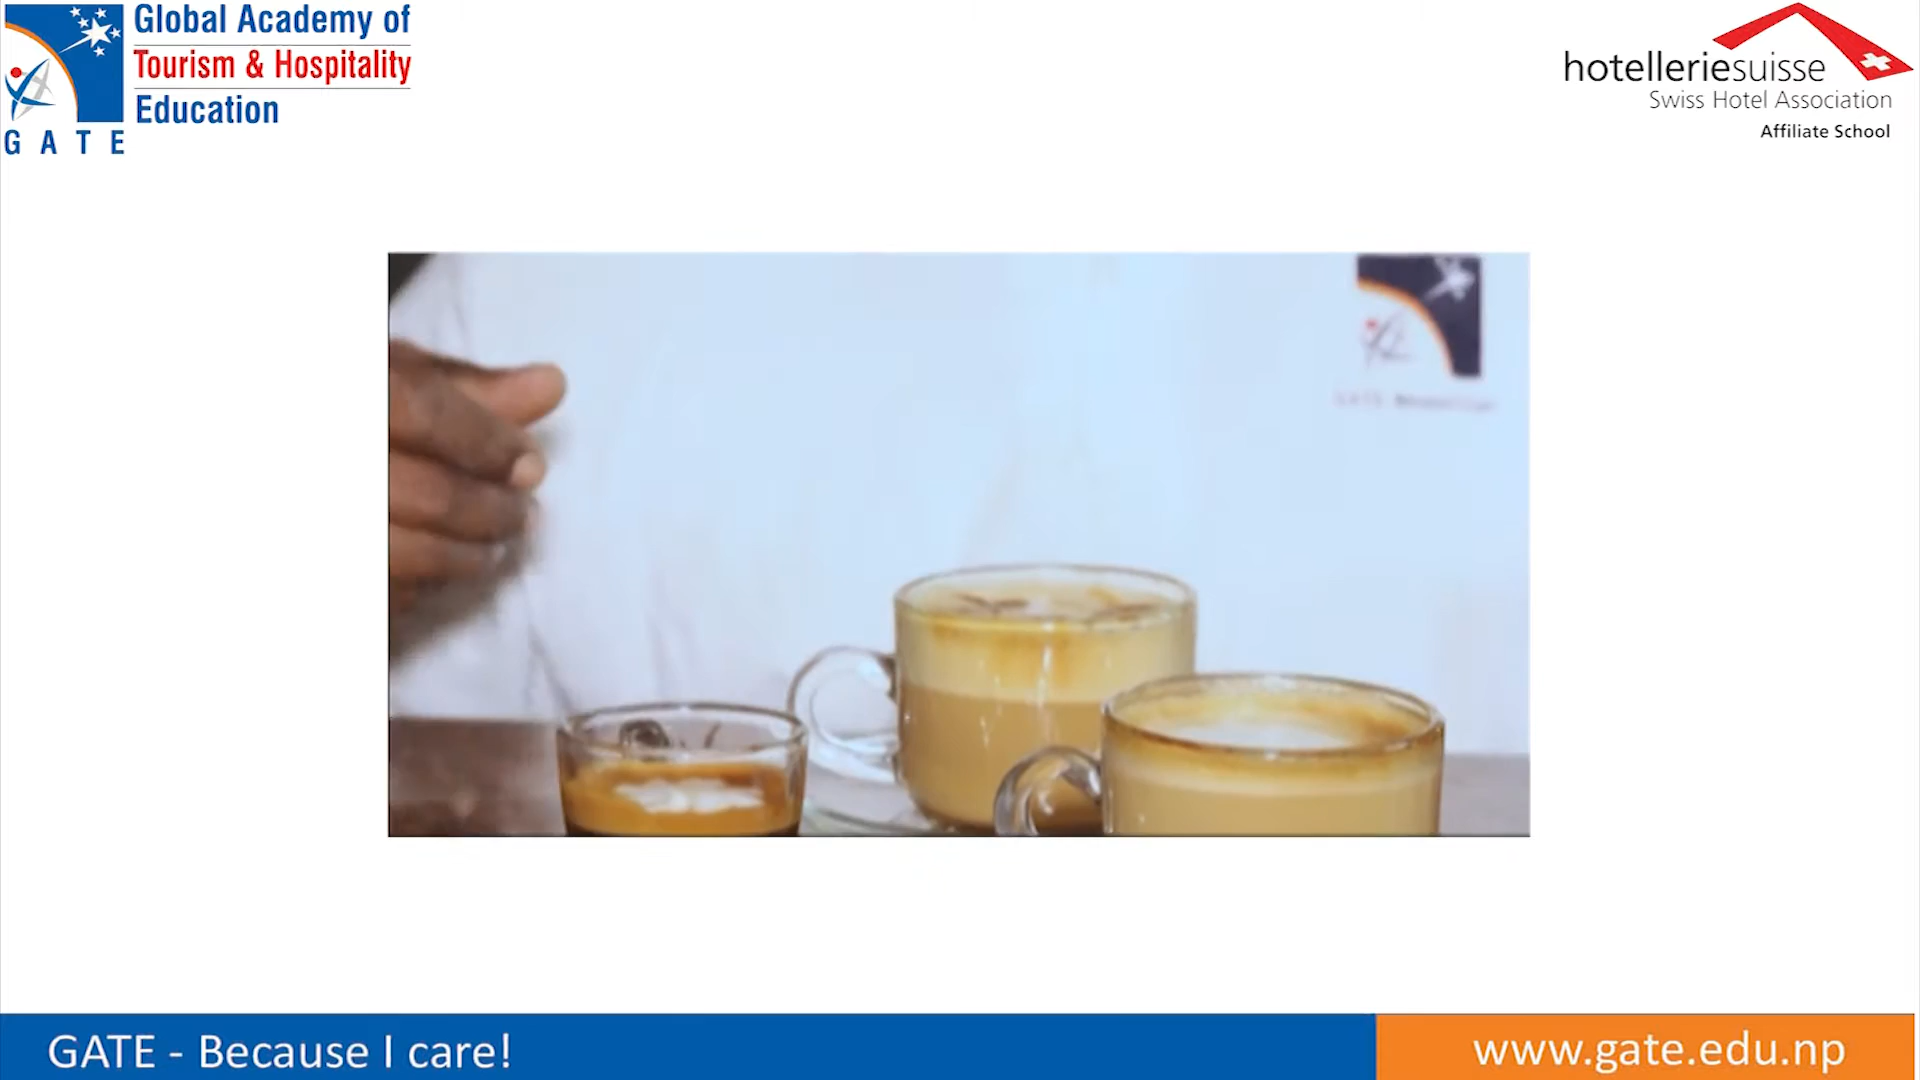 Global Academy of
Tourism & Hospitality
Education
GATE
hotelleriesuisse
Swiss Hotel Association
Affiliate School
GATE - Because I care!
www.gate.edu.np